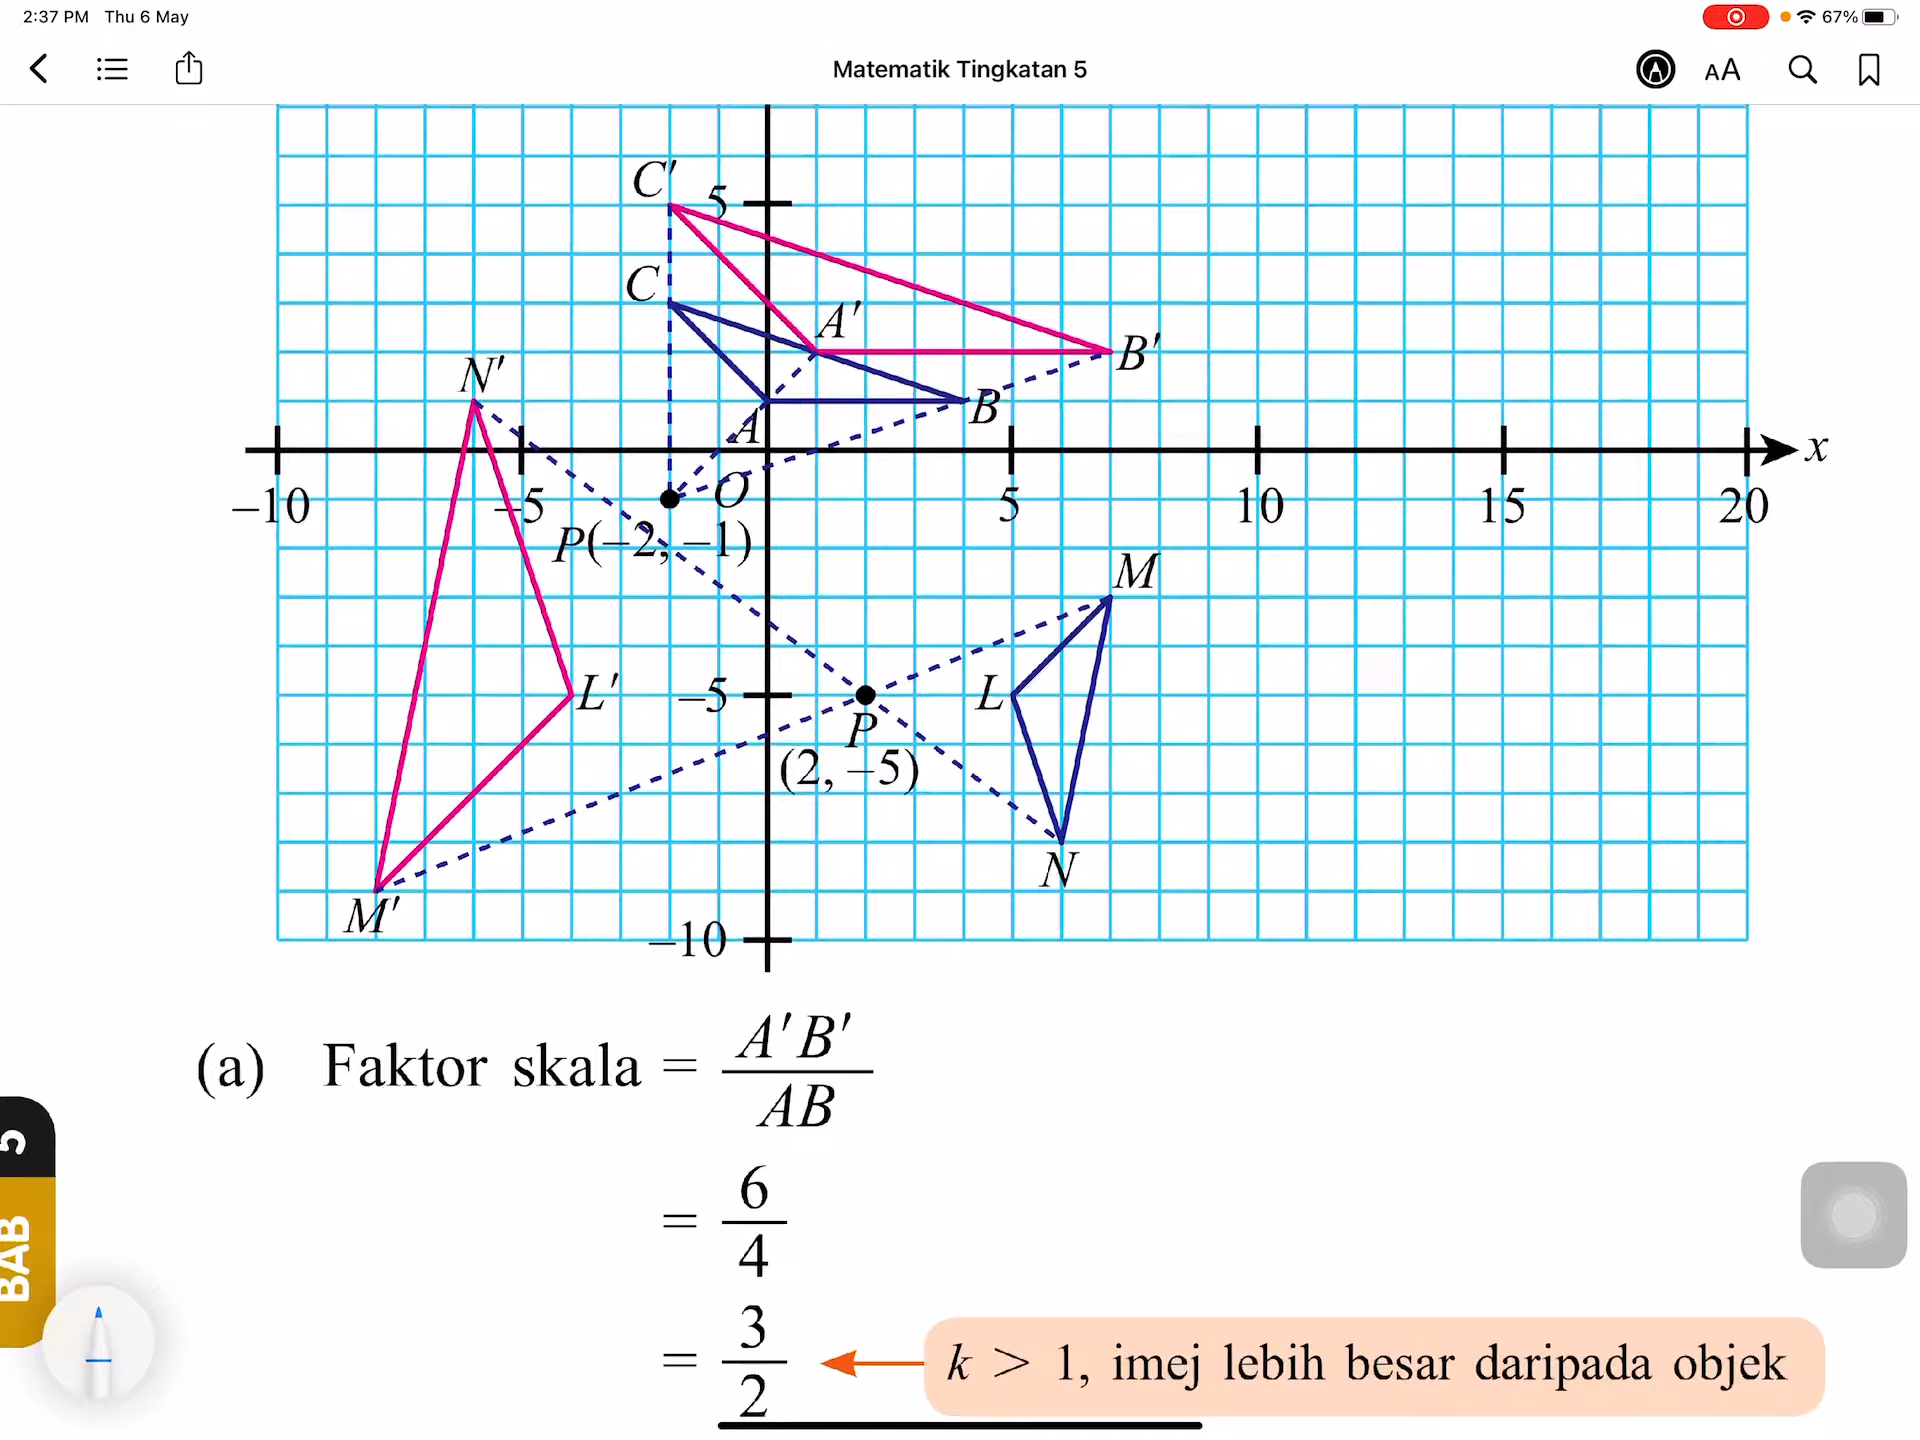 2:37 PM Thu 6 May
67%
Matematik Tingkatan 5
AA
C′
5
C
A′
B′
N′
B
A
x
O
–10
–5
5
10
15
20
P(–2, –1)
M
L′
–5
L
P
(2, –5)
N
M′
–10
(a) Faktor skala = A′B′ / AB
= 6 / 4
= 3 / 2
k > 1, imej lebih besar daripada objek
BAB 5